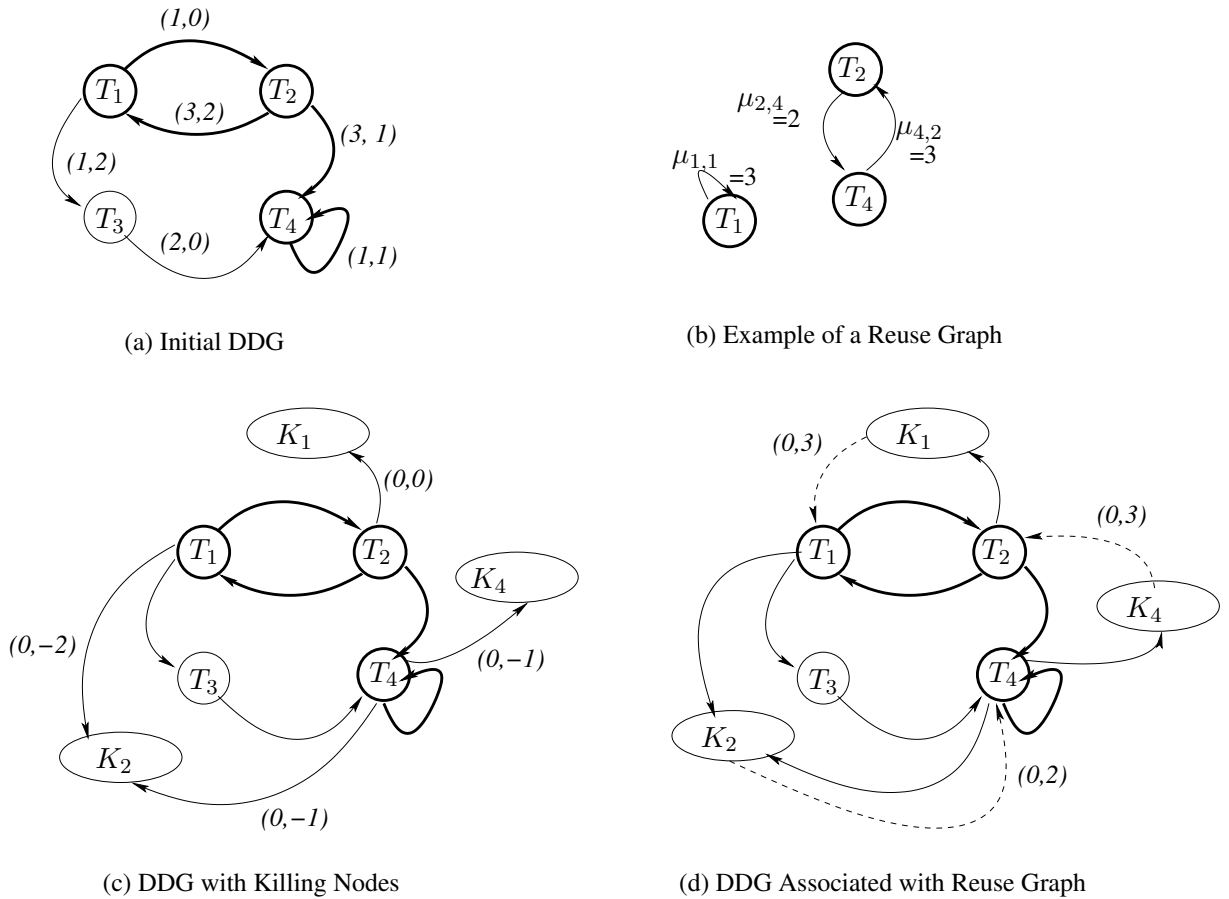 (1,0)
T1
T2
(3,2)
(3, 1)
(1,2)
T3
T4
(2,0)
(1,1)
(a) Initial DDG
T2
μ2,4
=2
μ4,2
=3
μ1,1
=3
T4
T1
(b) Example of a Reuse Graph
K1
(0,0)
T1
T2
K4
(0,−2)
(0,−1)
T3
T4
K2
(0,−1)
(c) DDG with Killing Nodes
(0,3)
K1
(0,3)
T1
T2
K4
T3
T4
K2
(0,2)
(d) DDG Associated with Reuse Graph